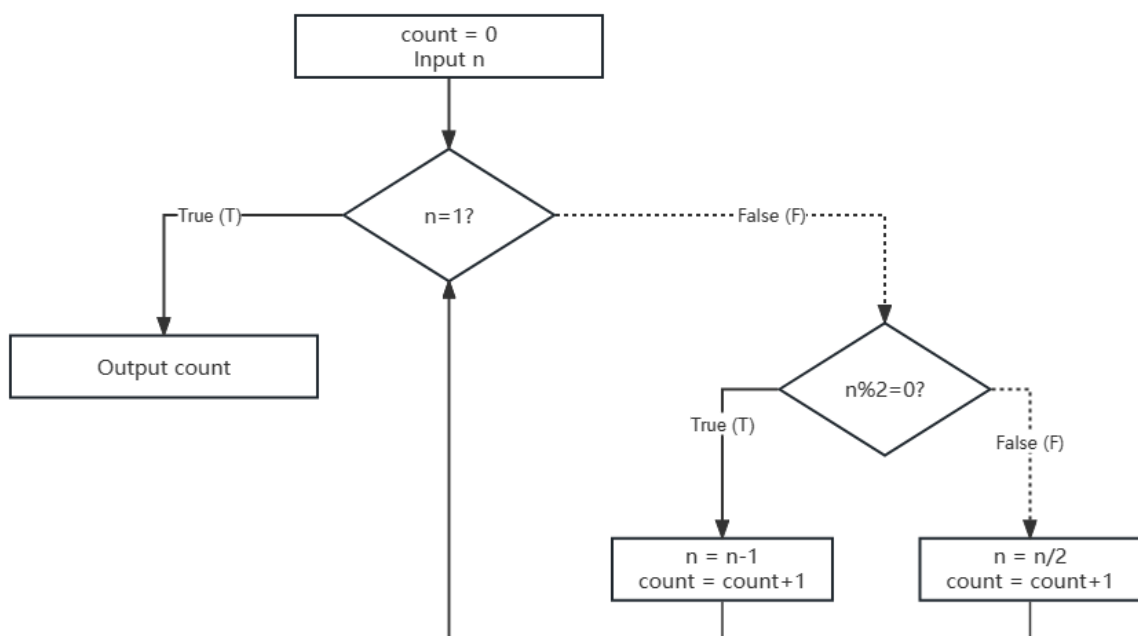 count = 0
Input n
n=1?
True (T)
False (F)
Output count
n%2=0?
True (T)
False (F)
n = n-1
count = count+1
n = n/2
count = count+1